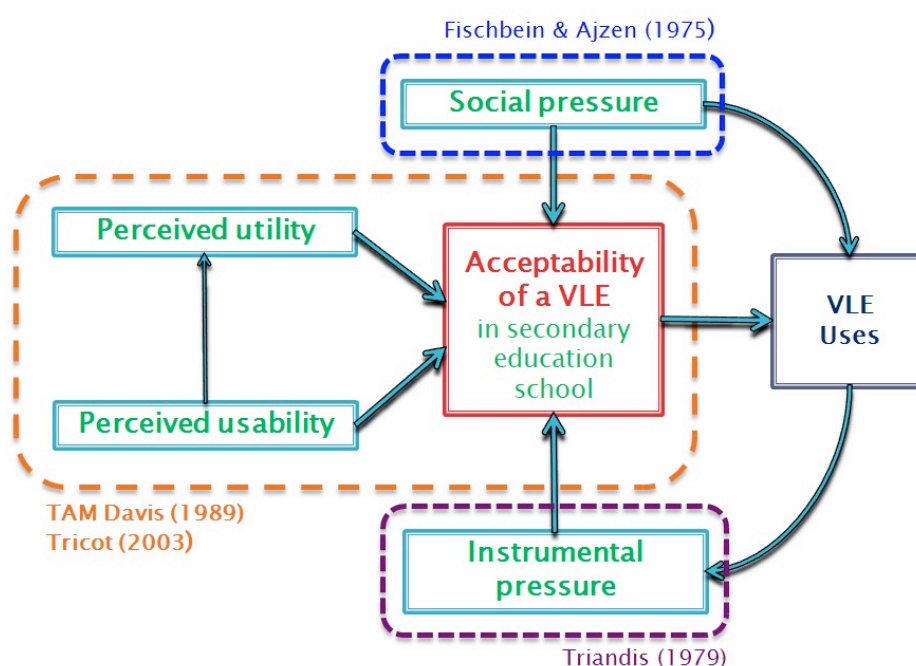 Fischbein & Ajzen (1975)
Social pressure
Perceived utility
Acceptability
of a VLE
in secondary
education
school
VLE
Uses
Perceived usability
TAM Davis (1989)
Tricot (2003)
Instrumental
pressure
Triandis (1979)